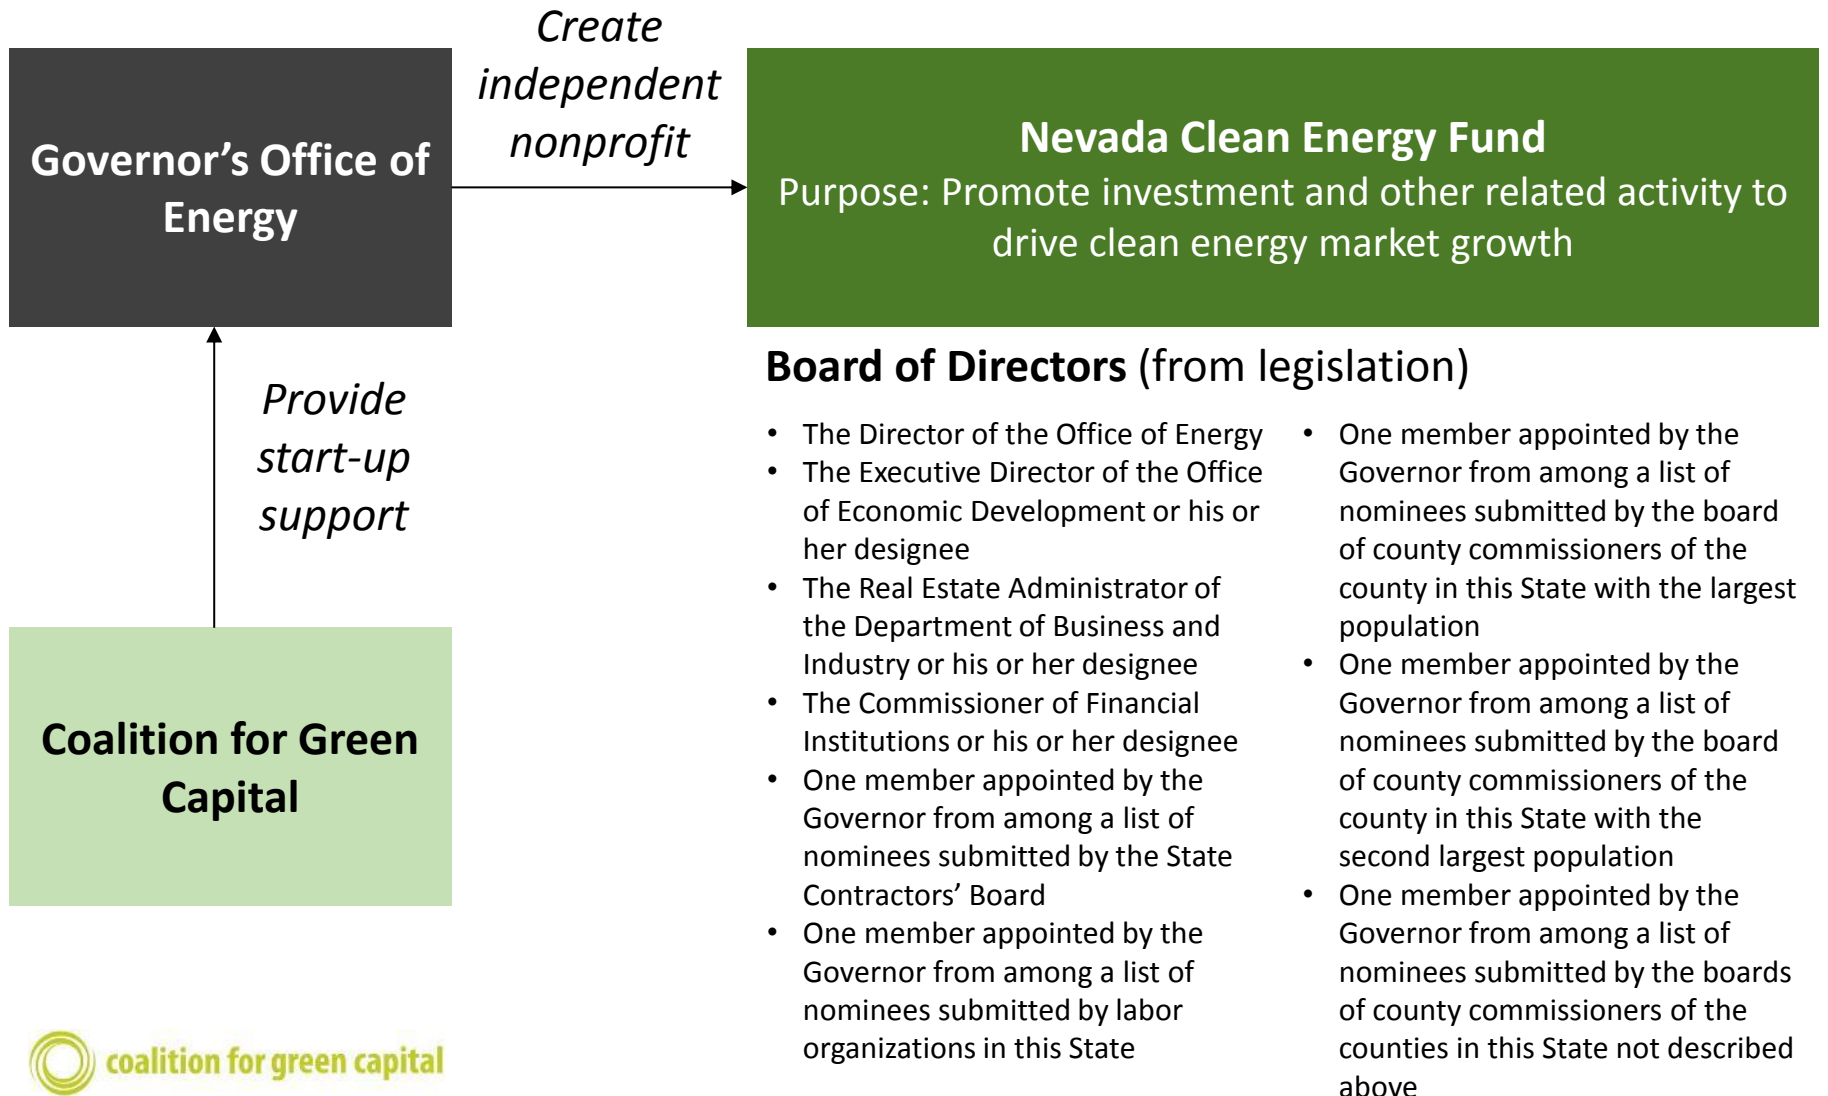 Create
independent
nonprofit
Governor’s Office of
Energy
Nevada Clean Energy Fund
Purpose: Promote investment and other related activity to
drive clean energy market growth
Provide
start-up
support
Coalition for Green
Capital
Board of Directors (from legislation)
• The Director of the Office of Energy
• The Executive Director of the Office
of Economic Development or his or
her designee
• The Real Estate Administrator of
the Department of Business and
Industry or his or her designee
• The Commissioner of Financial
Institutions or his or her designee
• One member appointed by the
Governor from among a list of
nominees submitted by the State
Contractors’ Board
• One member appointed by the
Governor from among a list of
nominees submitted by labor
organizations in this State
• One member appointed by the
Governor from among a list of
nominees submitted by the board
of county commissioners of the
county in this State with the largest
population
• One member appointed by the
Governor from among a list of
nominees submitted by the board
of county commissioners of the
county in this State with the
second largest population
• One member appointed by the
Governor from among a list of
nominees submitted by the boards
of county commissioners of the
counties in this State not described
above
coalition for green capital